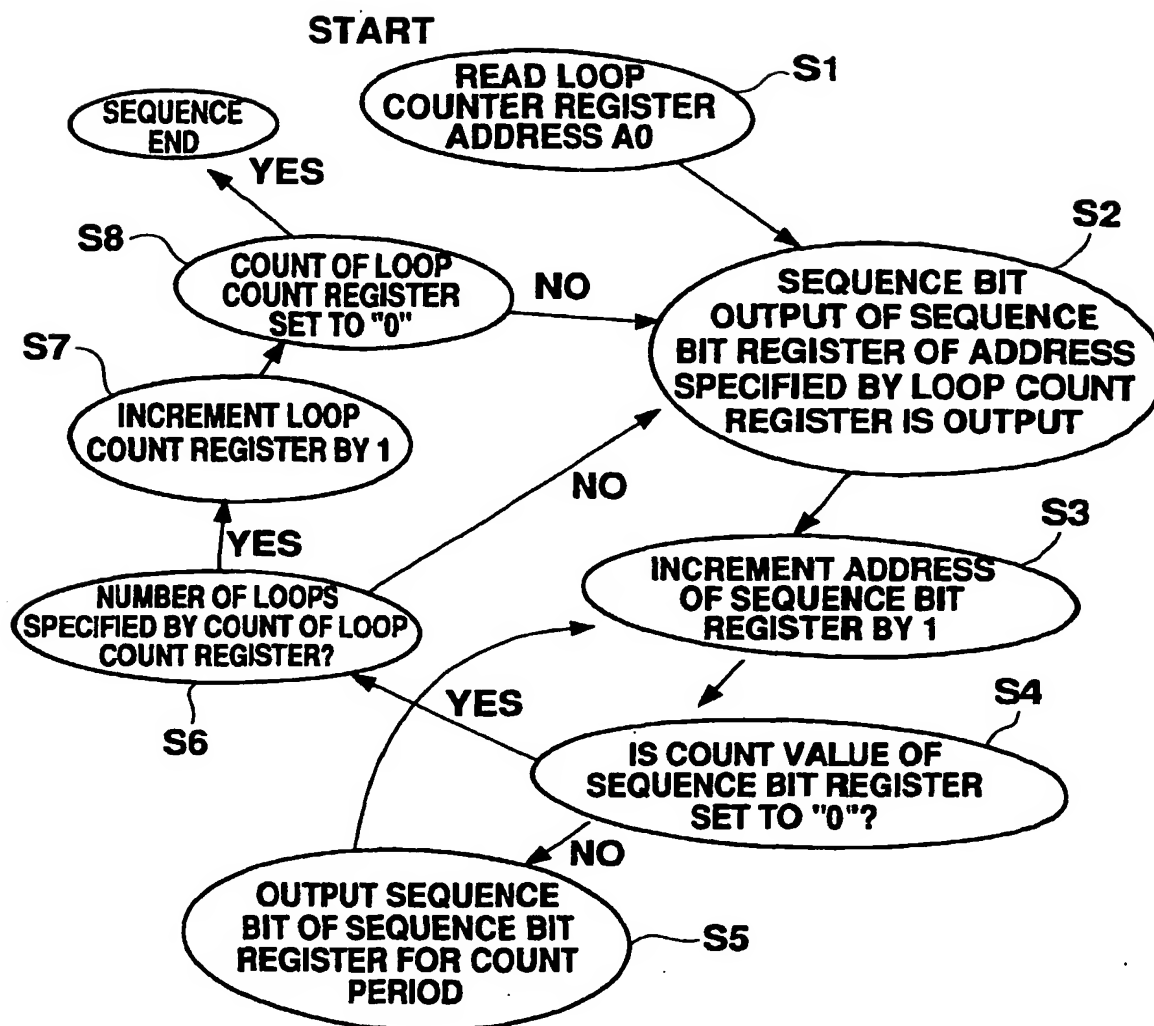 START
READ LOOP
COUNTER REGISTER
ADDRESS A0
S1
SEQUENCE
END
YES
S8
COUNT OF LOOP
COUNT REGISTER
SET TO "0"
NO
S2
SEQUENCE BIT
OUTPUT OF SEQUENCE
BIT REGISTER OF ADDRESS
SPECIFIED BY LOOP COUNT
REGISTER IS OUTPUT
S7
INCREMENT LOOP
COUNT REGISTER BY 1
YES
NO
S3
INCREMENT ADDRESS
OF SEQUENCE BIT
REGISTER BY 1
NUMBER OF LOOPS
SPECIFIED BY COUNT OF LOOP
COUNT REGISTER?
S6
YES
S4
IS COUNT VALUE OF
SEQUENCE BIT REGISTER
SET TO "0"?
NO
OUTPUT SEQUENCE
BIT OF SEQUENCE BIT
REGISTER FOR COUNT
PERIOD
S5